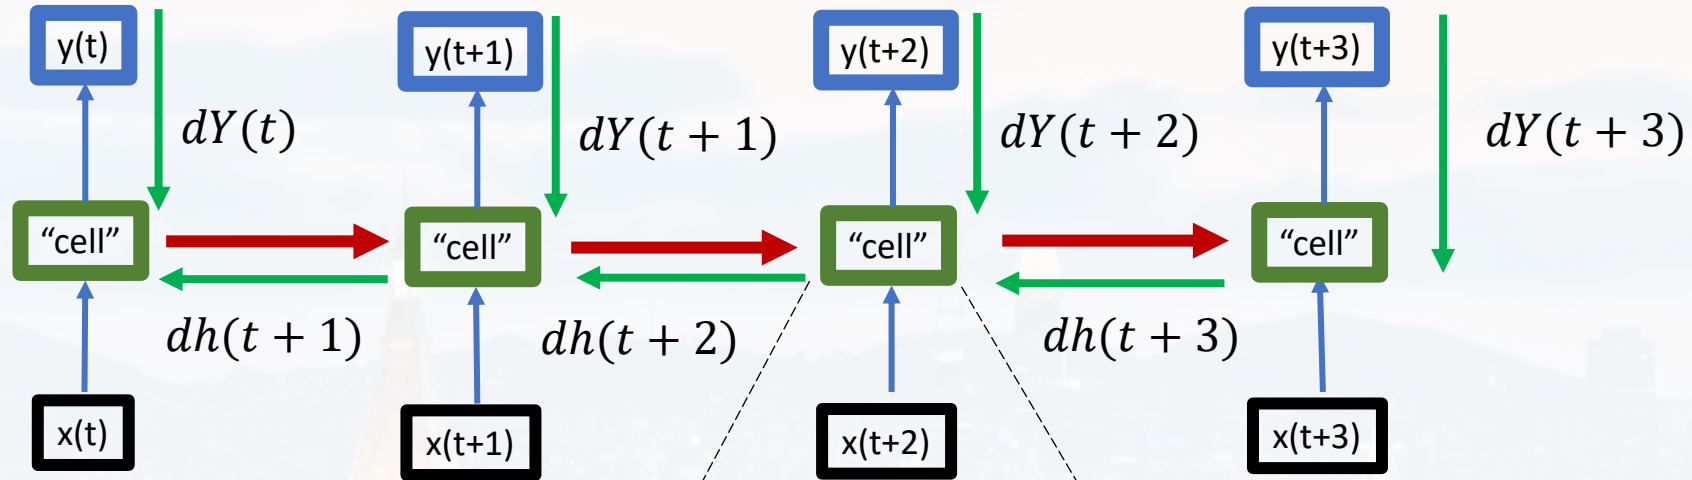 y(t) y(t+1) y(t+2) y(t+3)
dY(t) dY(t + 1) dY(t + 2) dY(t + 3)
“cell” “cell” “cell” “cell”
dh(t + 1) dh(t + 2) dh(t + 3)
x(t) x(t+1) x(t+2) x(t+3)